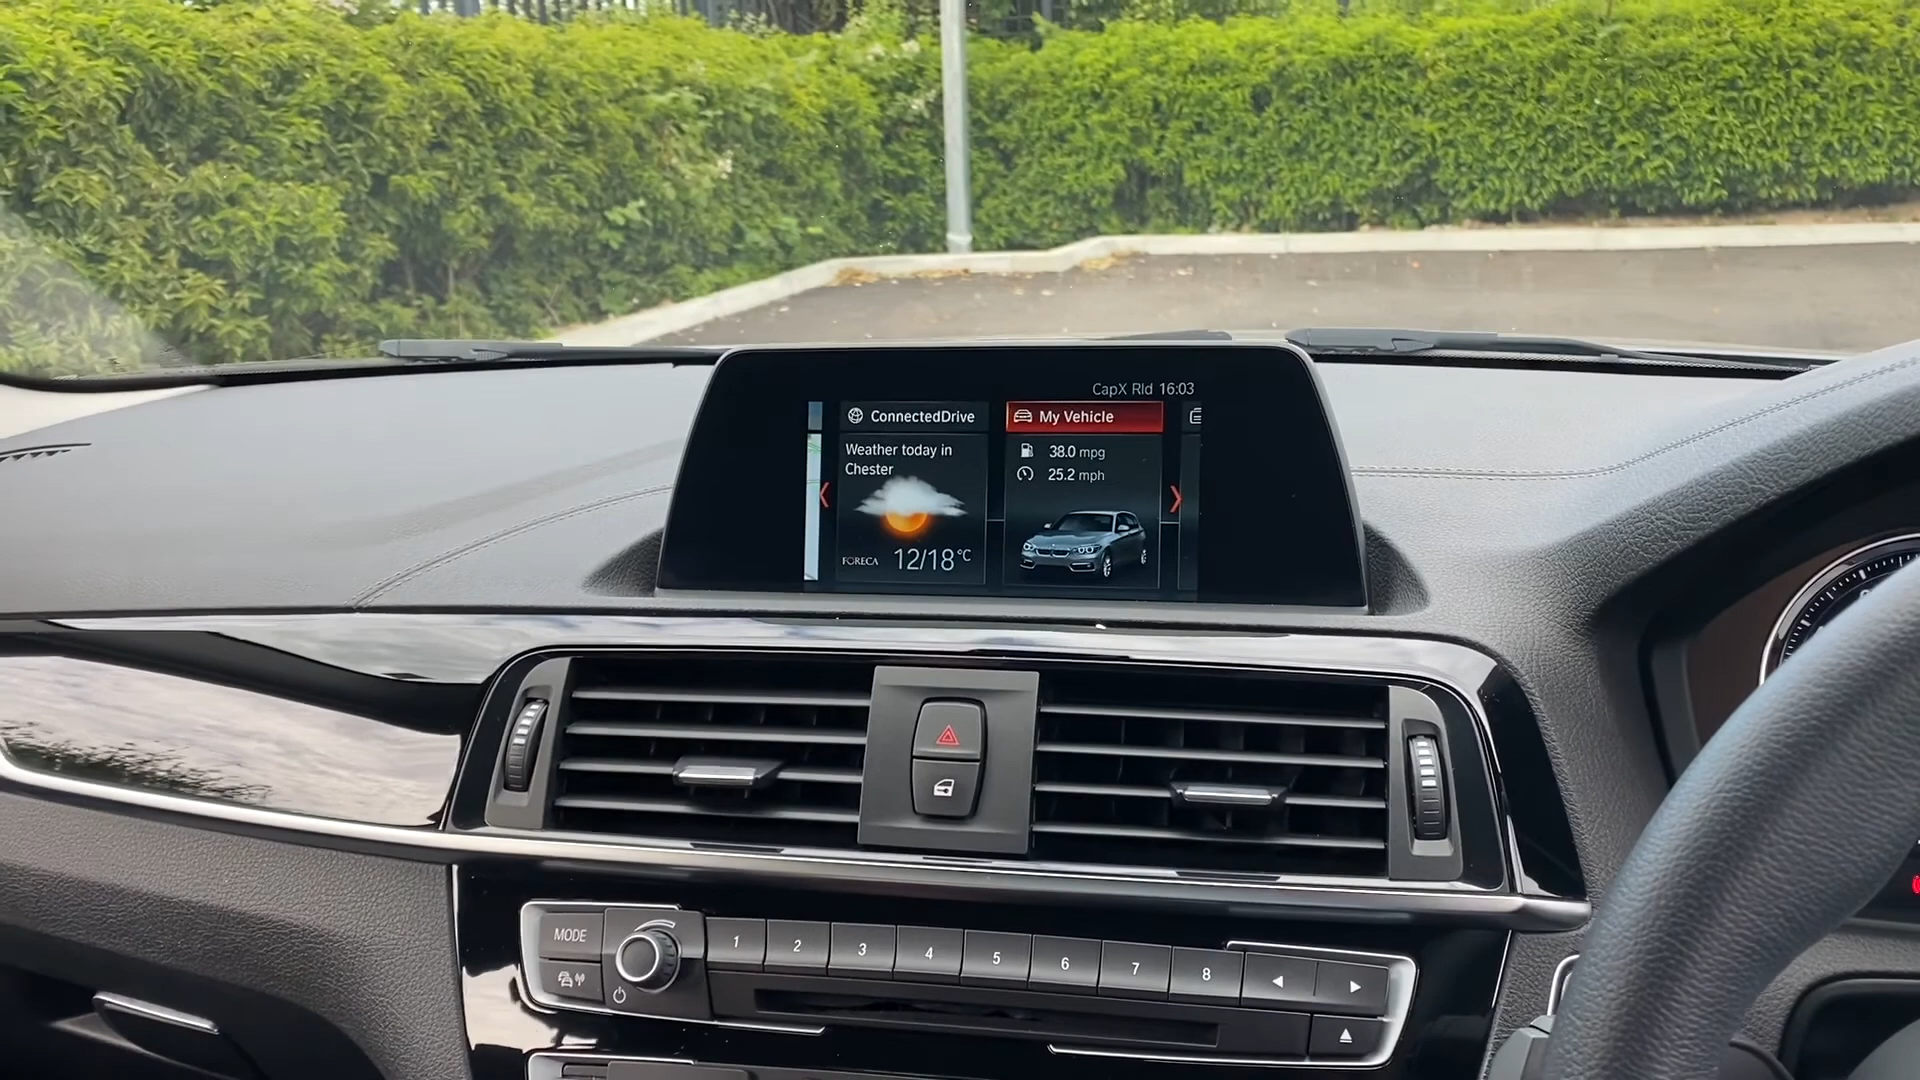 CapX Rld 16:03
ConnectedDrive
My Vehicle
Weather today in
Chester
38.0 mpg
25.2 mph
FORECA 12/18°C
MODE
1 2 3 4 5 6 7 8